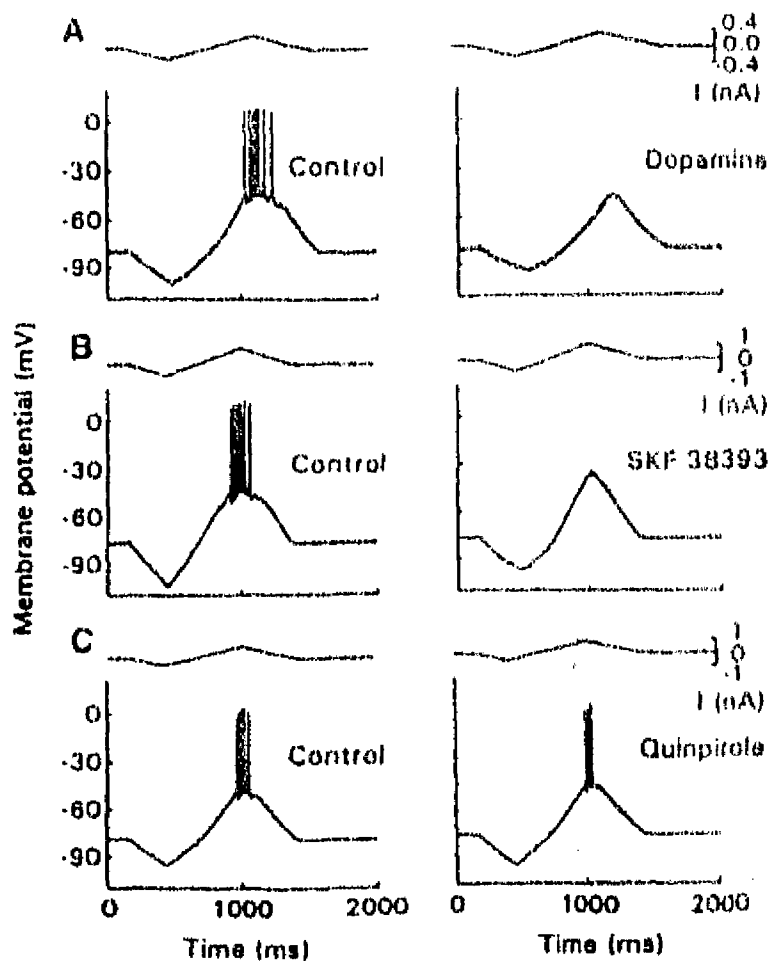 A
0.4
0.0
-0.4
I (nA)
0
-30
-60
-90
Control
Dopamine
B
1
0
-1
I (nA)
0
-30
-60
-90
Control
SKF 38393
Membrane potential (mV)
C
1
0
-1
I (nA)
0
-30
-60
-90
Control
Quinpirole
0 1000 2000
0 1000 2000
Time (ms)
Time (ms)